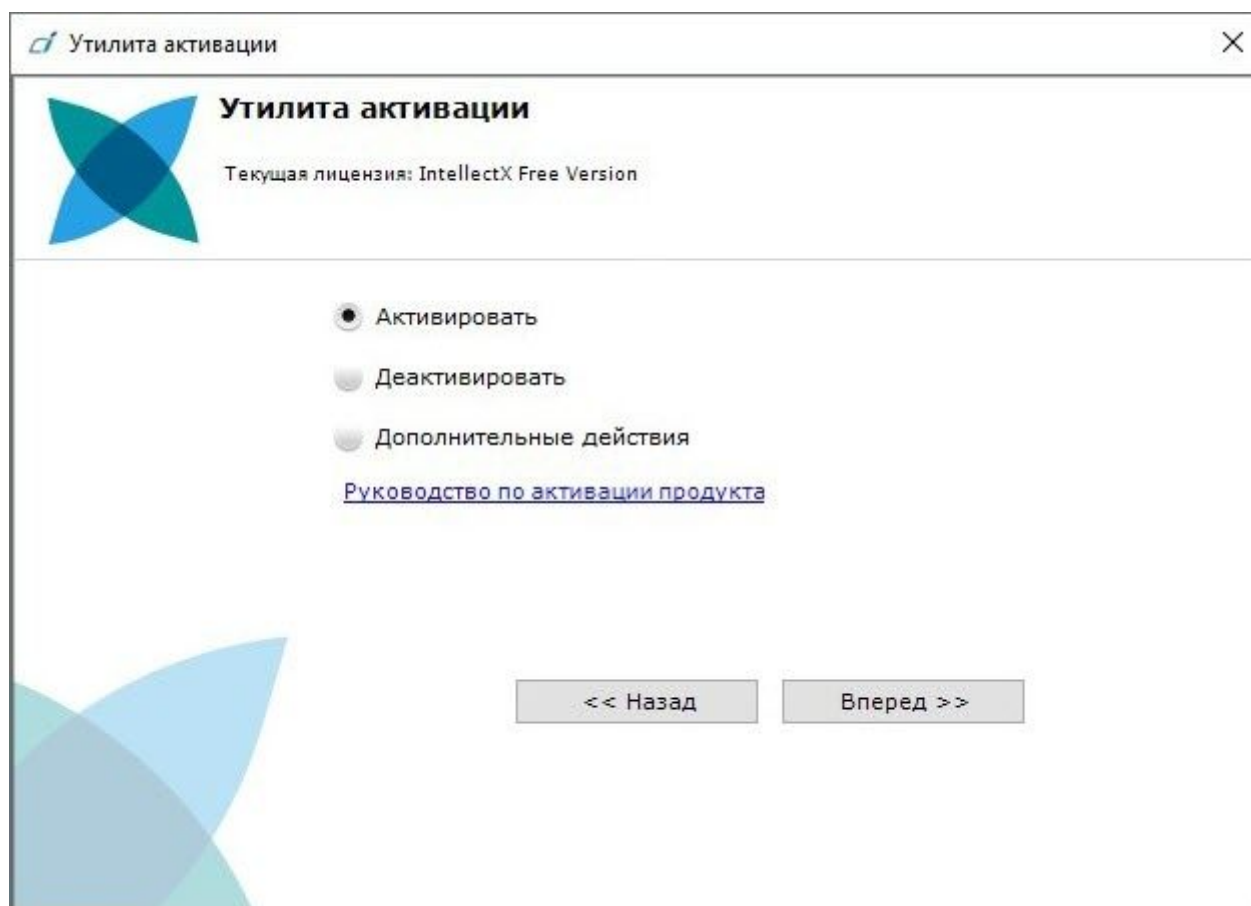 Утилита активации
Утилита активации
Текущая лицензия: IntellectX Free Version
Активировать
Деактивировать
Дополнительные действия
Руководство по активации продукта
<< Назад
Вперед >>